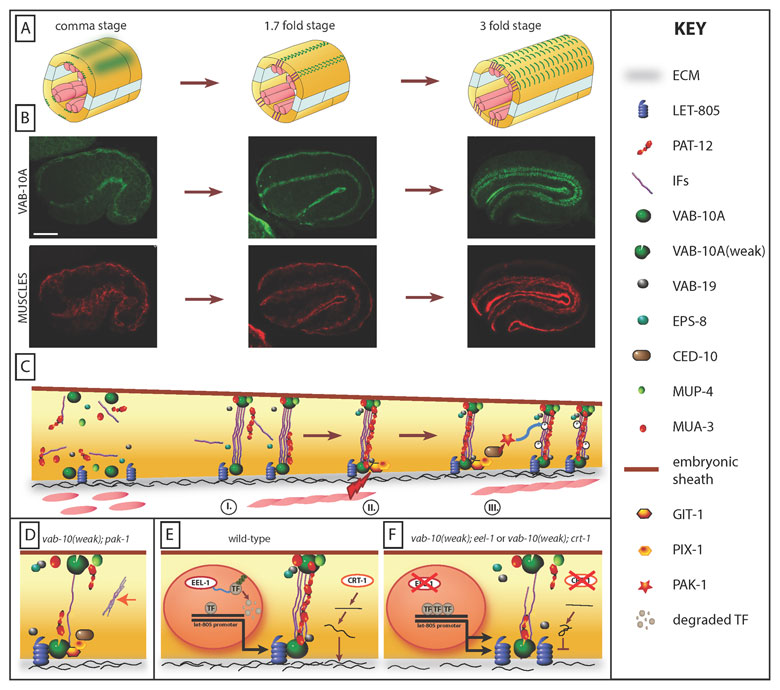 A
comma stage
1.7 fold stage
3 fold stage
B
VAB-10A
MUSCLES
C
I.
II.
III.
P
P
P
P
D
vab-10(weak); pak-1
E
wild-type
EEL-1
TF
TF
let-805 promoter
CRT-1
F
vab-10(weak); eel-1 or vab-10(weak); crt-1
TF TF TF
let-805 promoter
KEY
ECM
LET-805
PAT-12
IFs
VAB-10A
VAB-10A(weak)
VAB-19
EPS-8
CED-10
MUP-4
MUA-3
embryonic
sheath
GIT-1
PIX-1
PAK-1
degraded TF